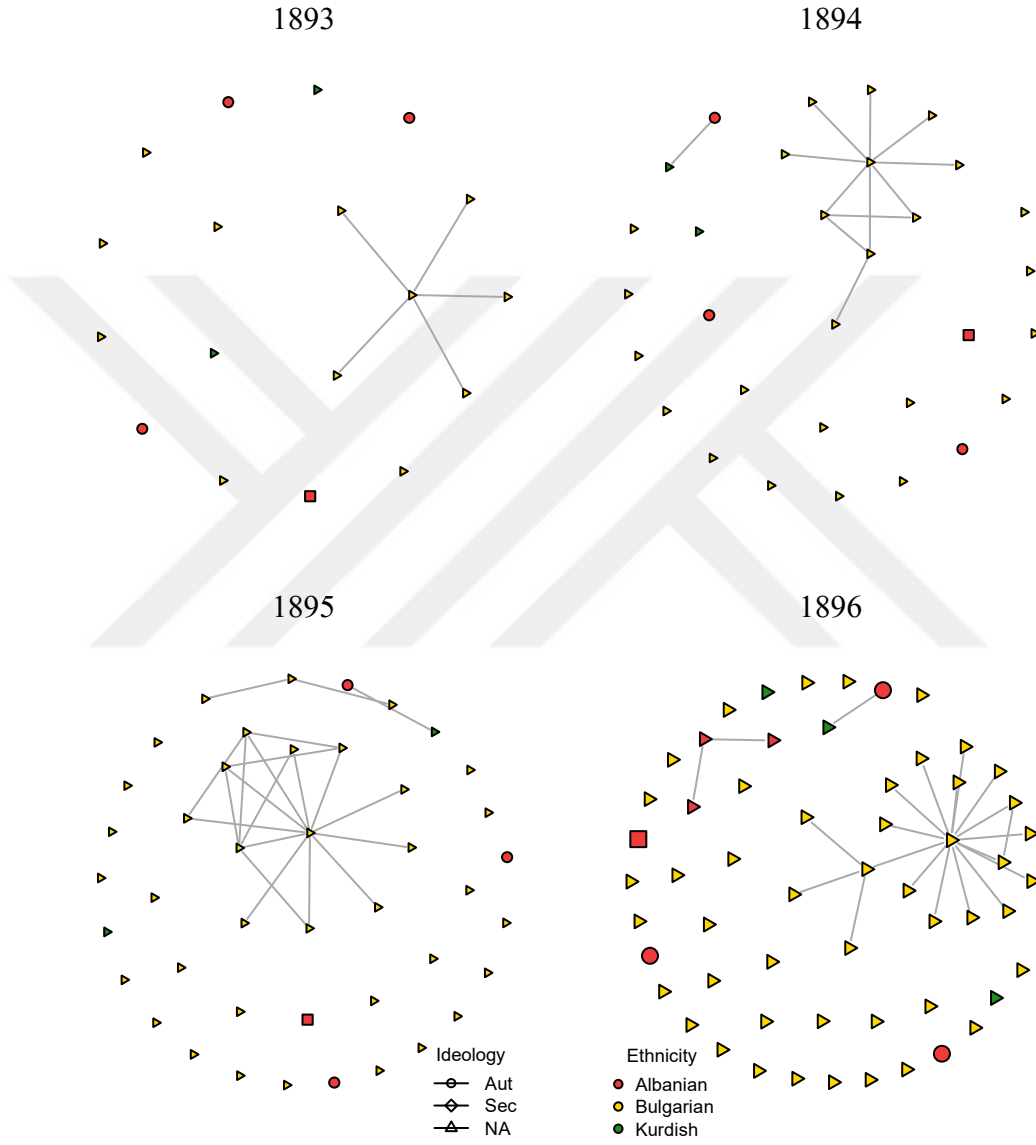 1893
1894
1895
1896
Ideology
Aut
Sec
NA
Ethnicity
Albanian
Bulgarian
Kurdish